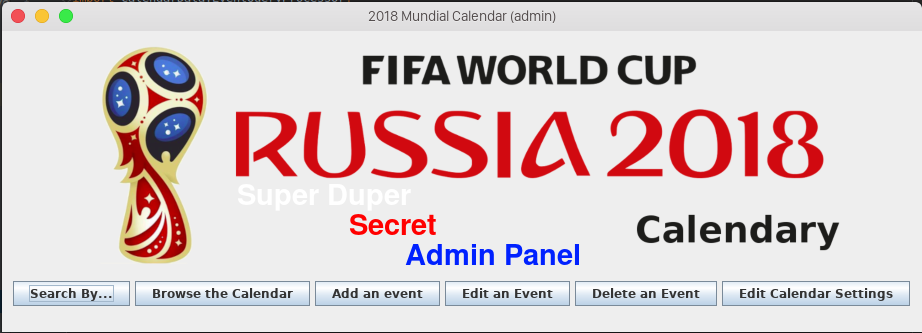 2018 Mundial Calendar (admin)
FIFA WORLD CUP
RUSSIA 2018
Super Duper
Secret
Calendary
Admin Panel
Search By...
Browse the Calendar
Add an event
Edit an Event
Delete an Event
Edit Calendar Settings